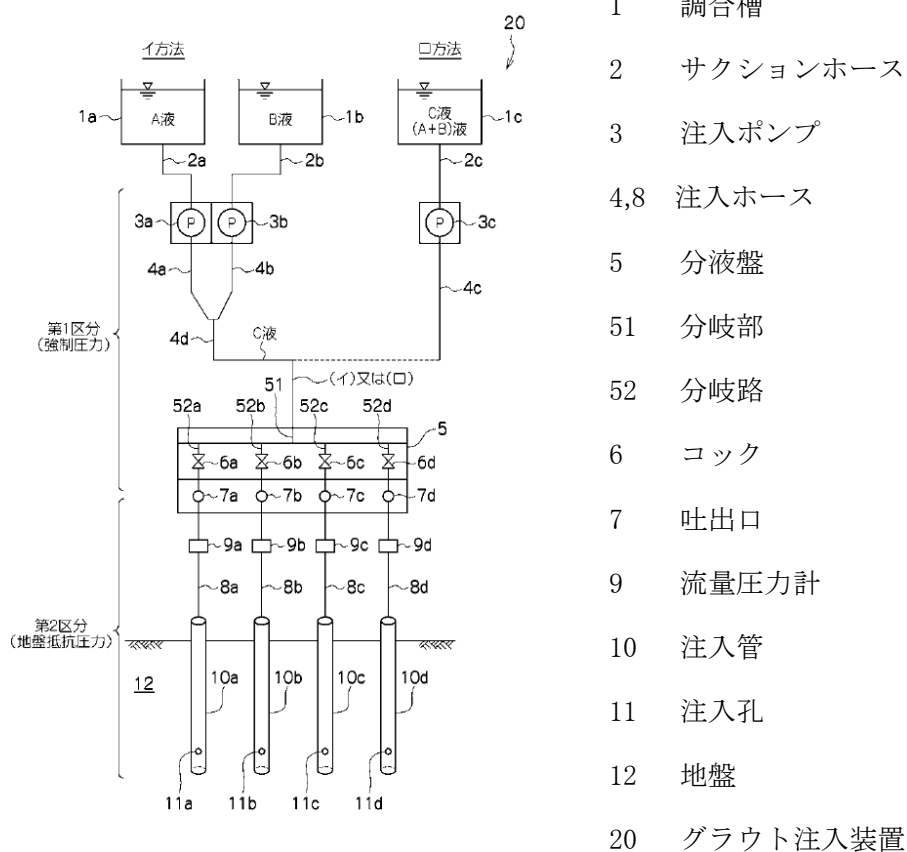 20
イ方法 ロ方法
1a A液 B液 1b C液 1c
(A+B)液
2a 2b 2c
3a P P 3b P 3c
4a 4b 4c
第1区分
(強制圧力)
4d C液
51 (イ)又は(ロ)
52a 52b 52c 52d
5
6a 6b 6c 6d
7a 7b 7c 7d
9a 9b 9c 9d
8a 8b 8c 8d
第2区分
(地盤抵抗圧力)
12 10a 10b 10c 10d
11a 11b 11c 11d
1 調合槽
2 サクションホース
3 注入ポンプ
4,8 注入ホース
5 分液盤
51 分岐部
52 分岐路
6 コック
7 吐出口
9 流量圧力計
10 注入管
11 注入孔
12 地盤
20 グラウト注入装置